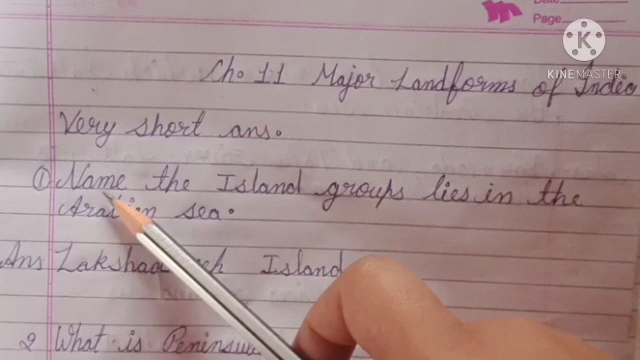 Date
Page
KINEMASTER
Ch. 11 Major Landforms of India
Very short ans.
① Name the Island groups lies in the
sea.
Ans Island
2 What is